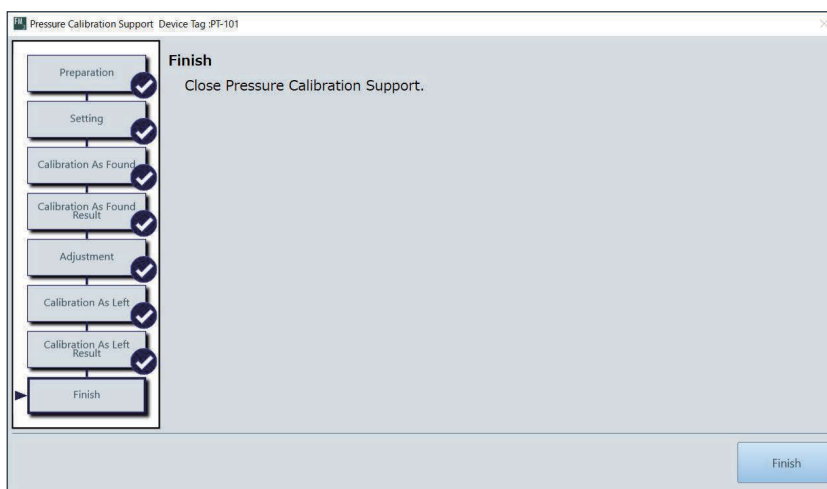 Pressure Calibration Support Device Tag :PT-101
Preparation
Setting
Calibration As Found
Calibration As Found
Result
Adjustment
Calibration As Left
Calibration As Left
Result
Finish
Finish
Close Pressure Calibration Support.
Finish